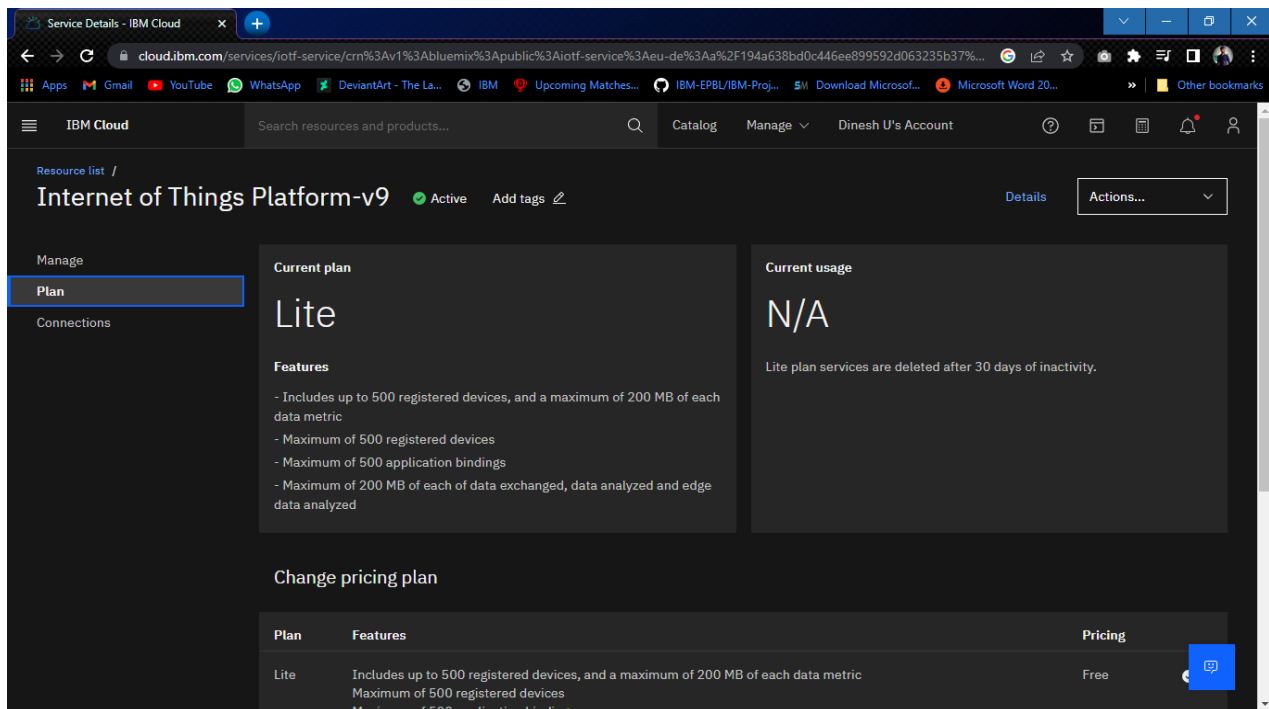 Service Details - IBM Cloud
cloud.ibm.com/services/iotf-service/crn%3Av1%3Abluemix%3Apublic%3Aiotf-service%3Aeu-de%3Aa%2F194a638bd0c446ee899592d063235b37%...
Apps Gmail YouTube WhatsApp DeviantArt - The La... IBM Upcoming Matches... IBM-EPBL/IBM-Proj... SM Download Microsof... Microsoft Word 20... » Other bookmarks
IBM Cloud Search resources and products... Catalog Manage Dinesh U's Account
Resource list /
Internet of Things Platform-v9 Active Add tags Details Actions...
Manage
Plan
Connections
Current plan
Lite
Features
- Includes up to 500 registered devices, and a maximum of 200 MB of each
data metric
- Maximum of 500 registered devices
- Maximum of 500 application bindings
- Maximum of 200 MB of each of data exchanged, data analyzed and edge
data analyzed
Current usage
N/A
Lite plan services are deleted after 30 days of inactivity.
Change pricing plan
Plan Features Pricing
Lite Includes up to 500 registered devices, and a maximum of 200 MB of each data metric Free
Maximum of 500 registered devices